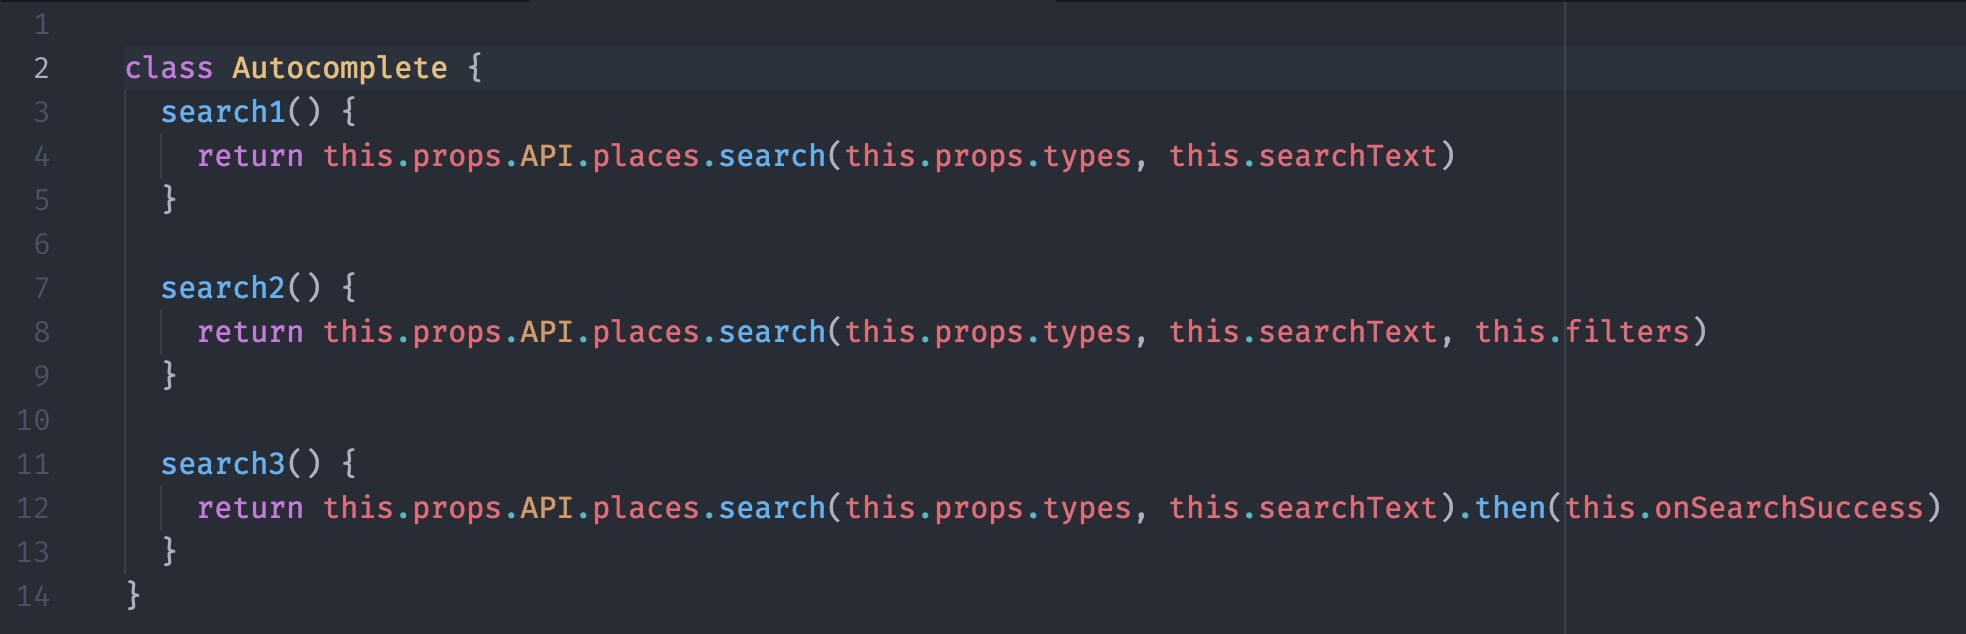 1
2 class Autocomplete {
3   search1() {
4     return this.props.API.places.search(this.props.types, this.searchText)
5   }
6
7   search2() {
8     return this.props.API.places.search(this.props.types, this.searchText, this.filters)
9   }
10
11   search3() {
12     return this.props.API.places.search(this.props.types, this.searchText).then(this.onSearchSuccess)
13   }
14 }